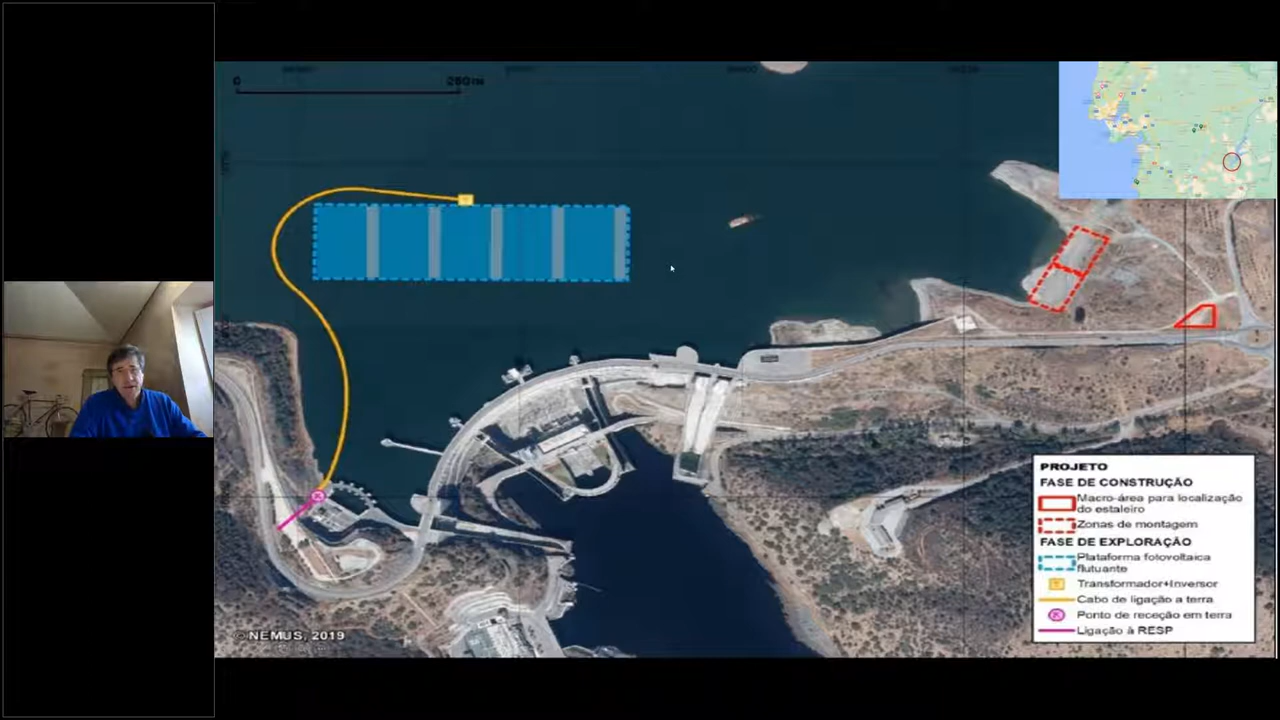 0 250m
PROJETO
FASE DE CONSTRUÇÃO
Macro-área para localização
do estaleiro
Zonas de montagem
FASE DE EXPLORAÇÃO
Plataforma fotovoltaica
flutuante
Transformador+Inversor
Cabo de ligação a terra
Ponto de receção em terra
Ligação à RESP
© NEMUS, 2019